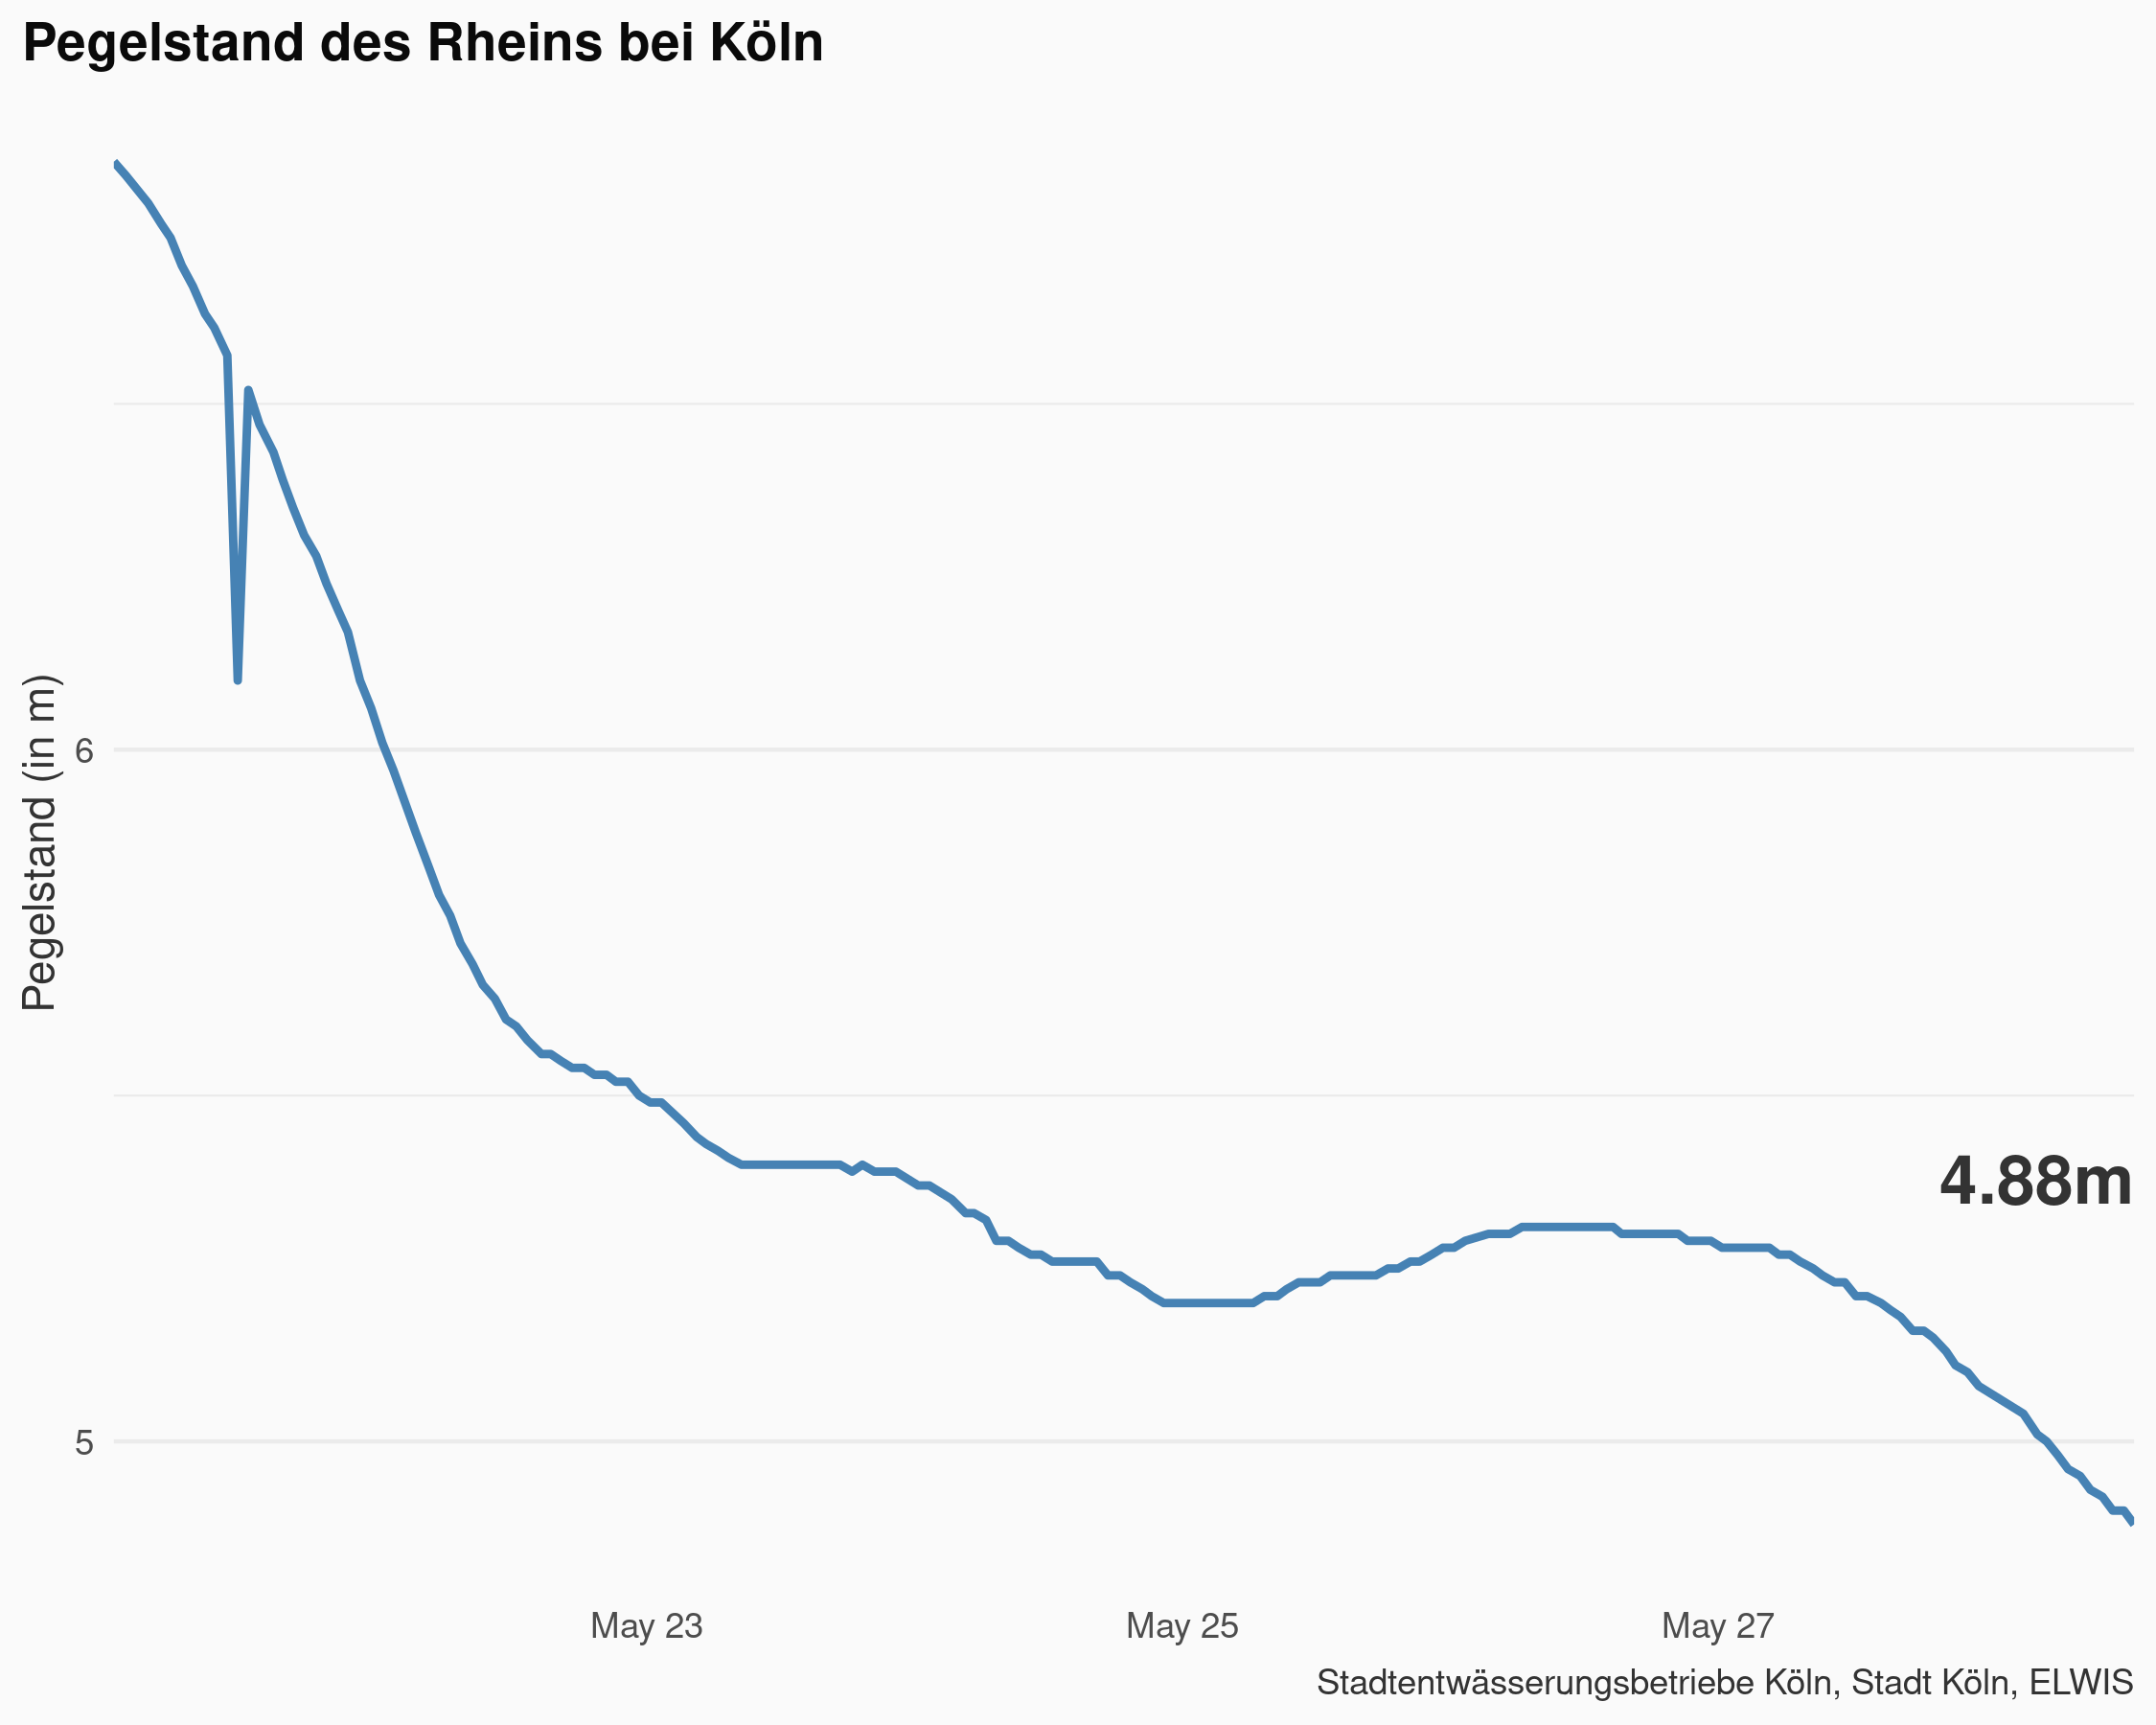 Pegelstand des Rheins bei Köln
Pegelstand (in m)
6
5
4.88m
May 23
May 25
May 27
Stadtentwässerungsbetriebe Köln, Stadt Köln, ELWIS